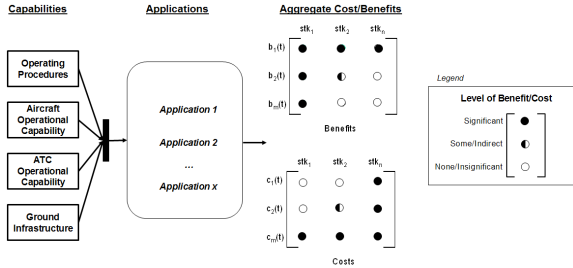 Capabilities
Applications
Aggregate Cost/Benefits
Operating
Procedures
Aircraft
Operational
Capability
ATC
Operational
Capability
Ground
Infrastructure
Application 1
Application 2
...
Application x
stk1 stk2 stkn
b1(t)
b2(t)
bm(t)
Benefits
stk1 stk2 stkn
c1(t)
c2(t)
cm(t)
Costs
Legend
Level of Benefit/Cost
Significant
Some/Indirect
None/Insignificant